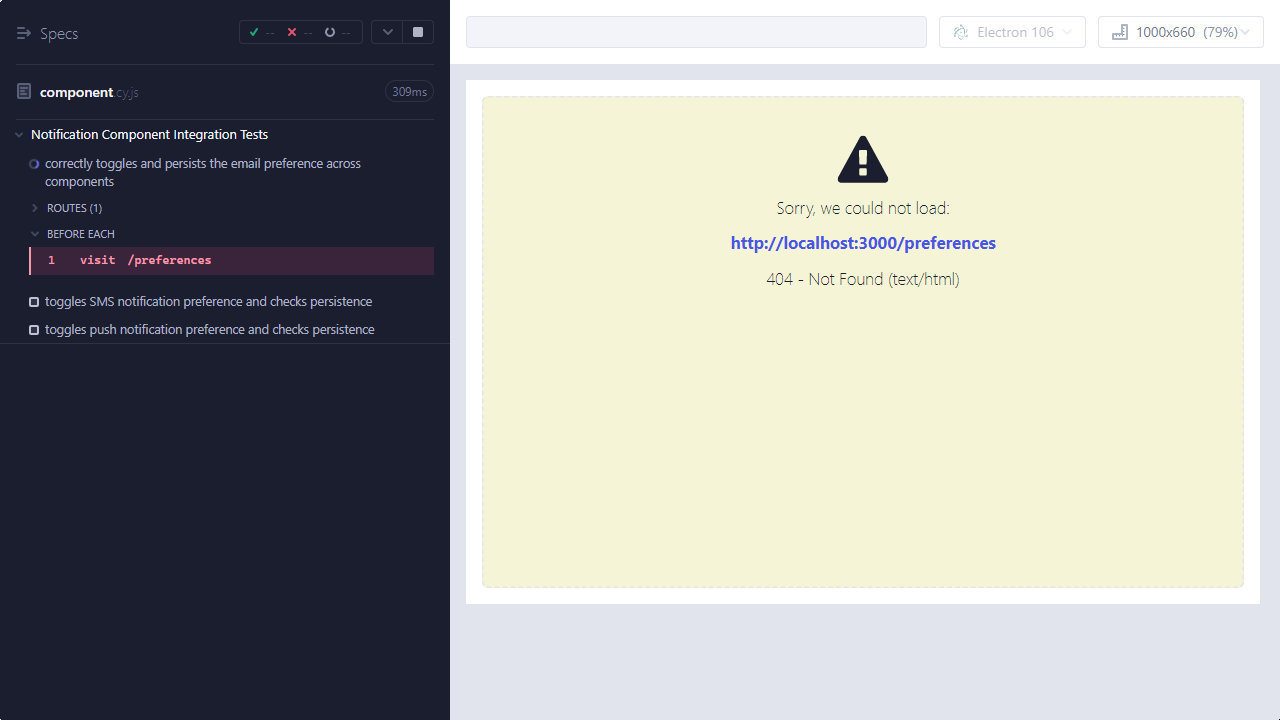 Specs
--
--
--
Electron 106
1000x660 (79%)
component.cy.js
309ms
Notification Component Integration Tests
correctly toggles and persists the email preference across
components
ROUTES (1)
BEFORE EACH
1 visit /preferences
toggles SMS notification preference and checks persistence
toggles push notification preference and checks persistence
Sorry, we could not load:
http://localhost:3000/preferences
404 - Not Found (text/html)